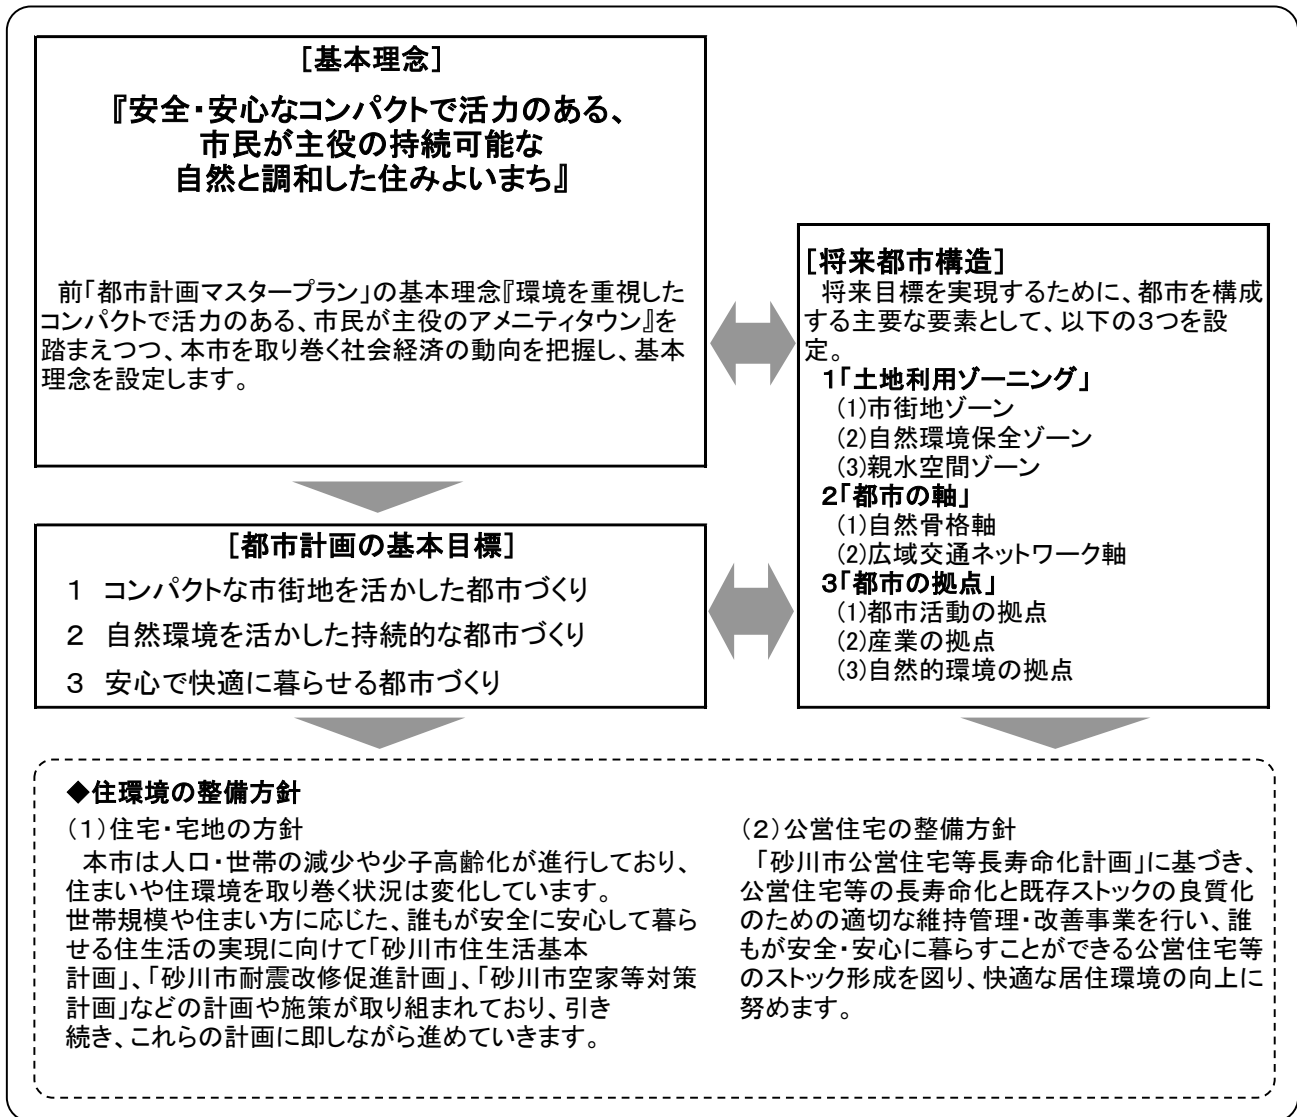 ［基本理念］
『安全・安心なコンパクトで活力のある、
市民が主役の持続可能な
自然と調和した住みよいまち』
前「都市計画マスタープラン」の基本理念『環境を重視した
コンパクトで活力のある、市民が主役のアメニティタウン』を
踏まえつつ、本市を取り巻く社会経済の動向を把握し、基本
理念を設定します。
［都市計画の基本目標］
１　コンパクトな市街地を活かした都市づくり
２　自然環境を活かした持続的な都市づくり
３　安心で快適に暮らせる都市づくり
［将来都市構造］
将来目標を実現するために、都市を構成
する主要な要素として、以下の３つを設
定。
１「土地利用ゾーニング」
(1)市街地ゾーン
(2)自然環境保全ゾーン
(3)親水空間ゾーン
２「都市の軸」
(1)自然骨格軸
(2)広域交通ネットワーク軸
３「都市の拠点」
(1)都市活動の拠点
(2)産業の拠点
(3)自然的環境の拠点
◆住環境の整備方針
（１）住宅・宅地の方針
本市は人口・世帯の減少や少子高齢化が進行しており、
住まいや住環境を取り巻く状況は変化しています。
世帯規模や住まい方に応じた、誰もが安全に安心して暮ら
せる住生活の実現に向けて「砂川市住生活基本
計画」、「砂川市耐震改修促進計画」、「砂川市空家等対策
計画」などの計画や施策が取り組まれており、引き
続き、これらの計画に即しながら進めていきます。
（２）公営住宅の整備方針
「砂川市公営住宅等長寿命化計画」に基づき、
公営住宅等の長寿命化と既存ストックの良質化
のための適切な維持管理・改善事業を行い、誰
もが安全・安心に暮らすことができる公営住宅等
のストック形成を図り、快適な居住環境の向上に
努めます。